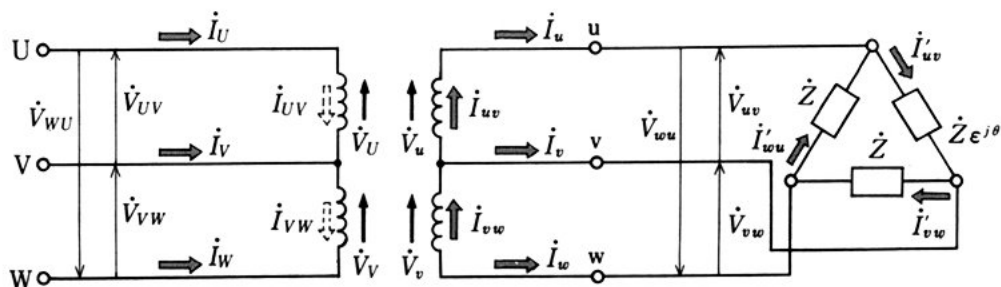 U İ_U İ_u u İ′_uv
V̇_WU V̇_UV İ_UV V̇_U V̇_u İ_uv V̇_wu V̇_uv Ż Żε^jθ
V İ_V İ_v v İ′_wu Ż
V̇_VW İ_VW V̇_V V̇_v İ_vw V̇_vw İ′_vw
W İ_W İ_w w